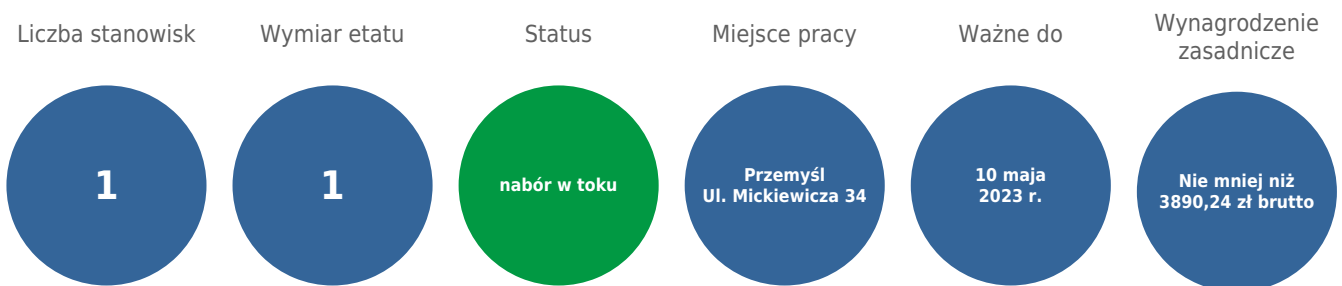 Liczba stanowisk
1
Wymiar etatu
1
Status
nabór w toku
Miejsce pracy
Przemyśl
Ul. Mickiewicza 34
Ważne do
10 maja
2023 r.
Wynagrodzenie
zasadnicze
Nie mniej niż
3890,24 zł brutto